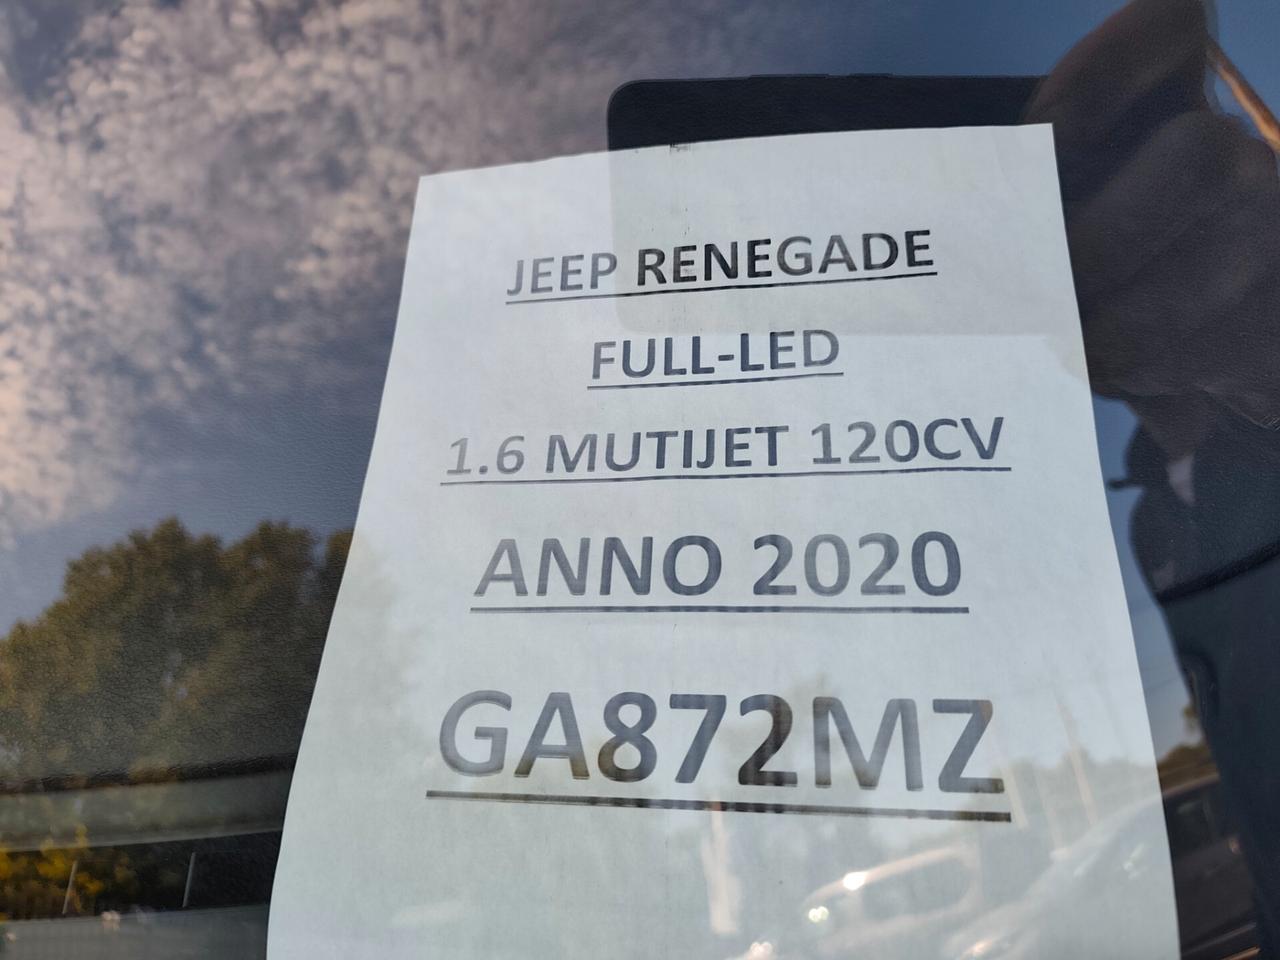 JEEP RENEGADE
FULL-LED
1.6 MUTIJET 120CV
ANNO 2020
GA872MZ